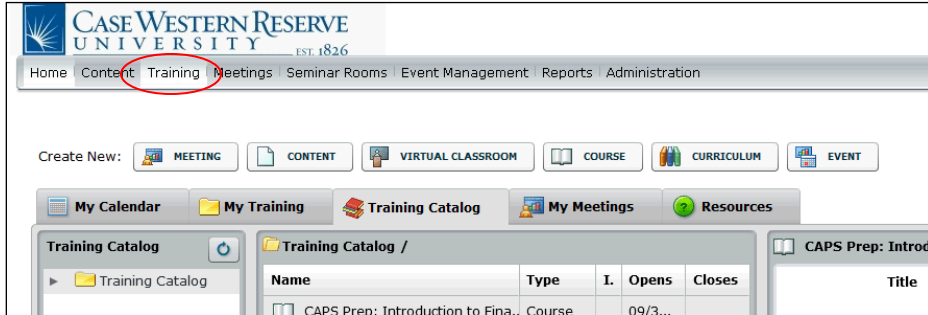 CASE WESTERN RESERVE
UNIVERSITY EST. 1826
Home Content Training Meetings Seminar Rooms Event Management Reports Administration
Create New: MEETING CONTENT VIRTUAL CLASSROOM COURSE CURRICULUM EVENT
My Calendar My Training Training Catalog My Meetings ? Resources
Training Catalog Training Catalog / CAPS Prep: Introd
Training Catalog Name Type I. Opens Closes Title
CAPS Prep: Introduction to Fina.. Course 09/3...